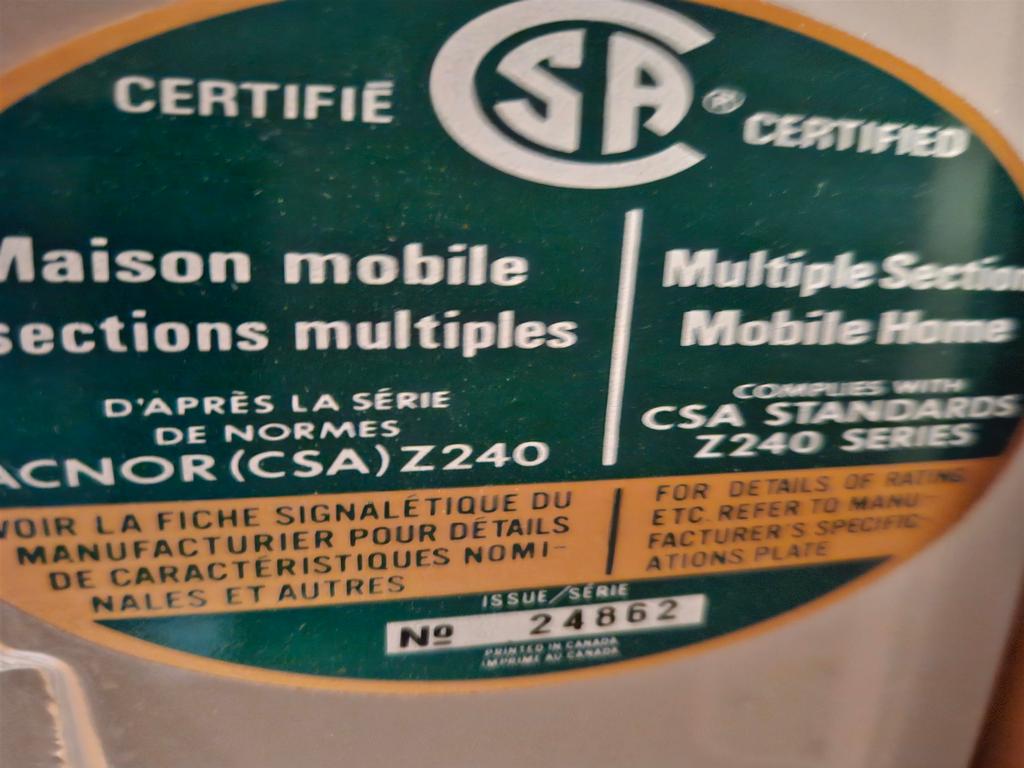 CSA ®
CERTIFIÉ
CERTIFIED
Maison mobile
sections multiples
D'APRÈS LA SÉRIE
DE NORMES
ACNOR (CSA) Z240
Multiple Section
Mobile Home
COMPLIES WITH
CSA STANDARDS
Z240 SERIES
VOIR LA FICHE SIGNALÉTIQUE DU
MANUFACTURIER POUR DÉTAILS
DE CARACTÉRISTIQUES NOMI-
NALES ET AUTRES
FOR DETAILS OF RATING
ETC. REFER TO MANU-
FACTURER'S SPECIFIC-
ATIONS PLATE
ISSUE/SÉRIE
Nº 24862
PRINTED IN CANADA
IMPRIMÉ AU CANADA